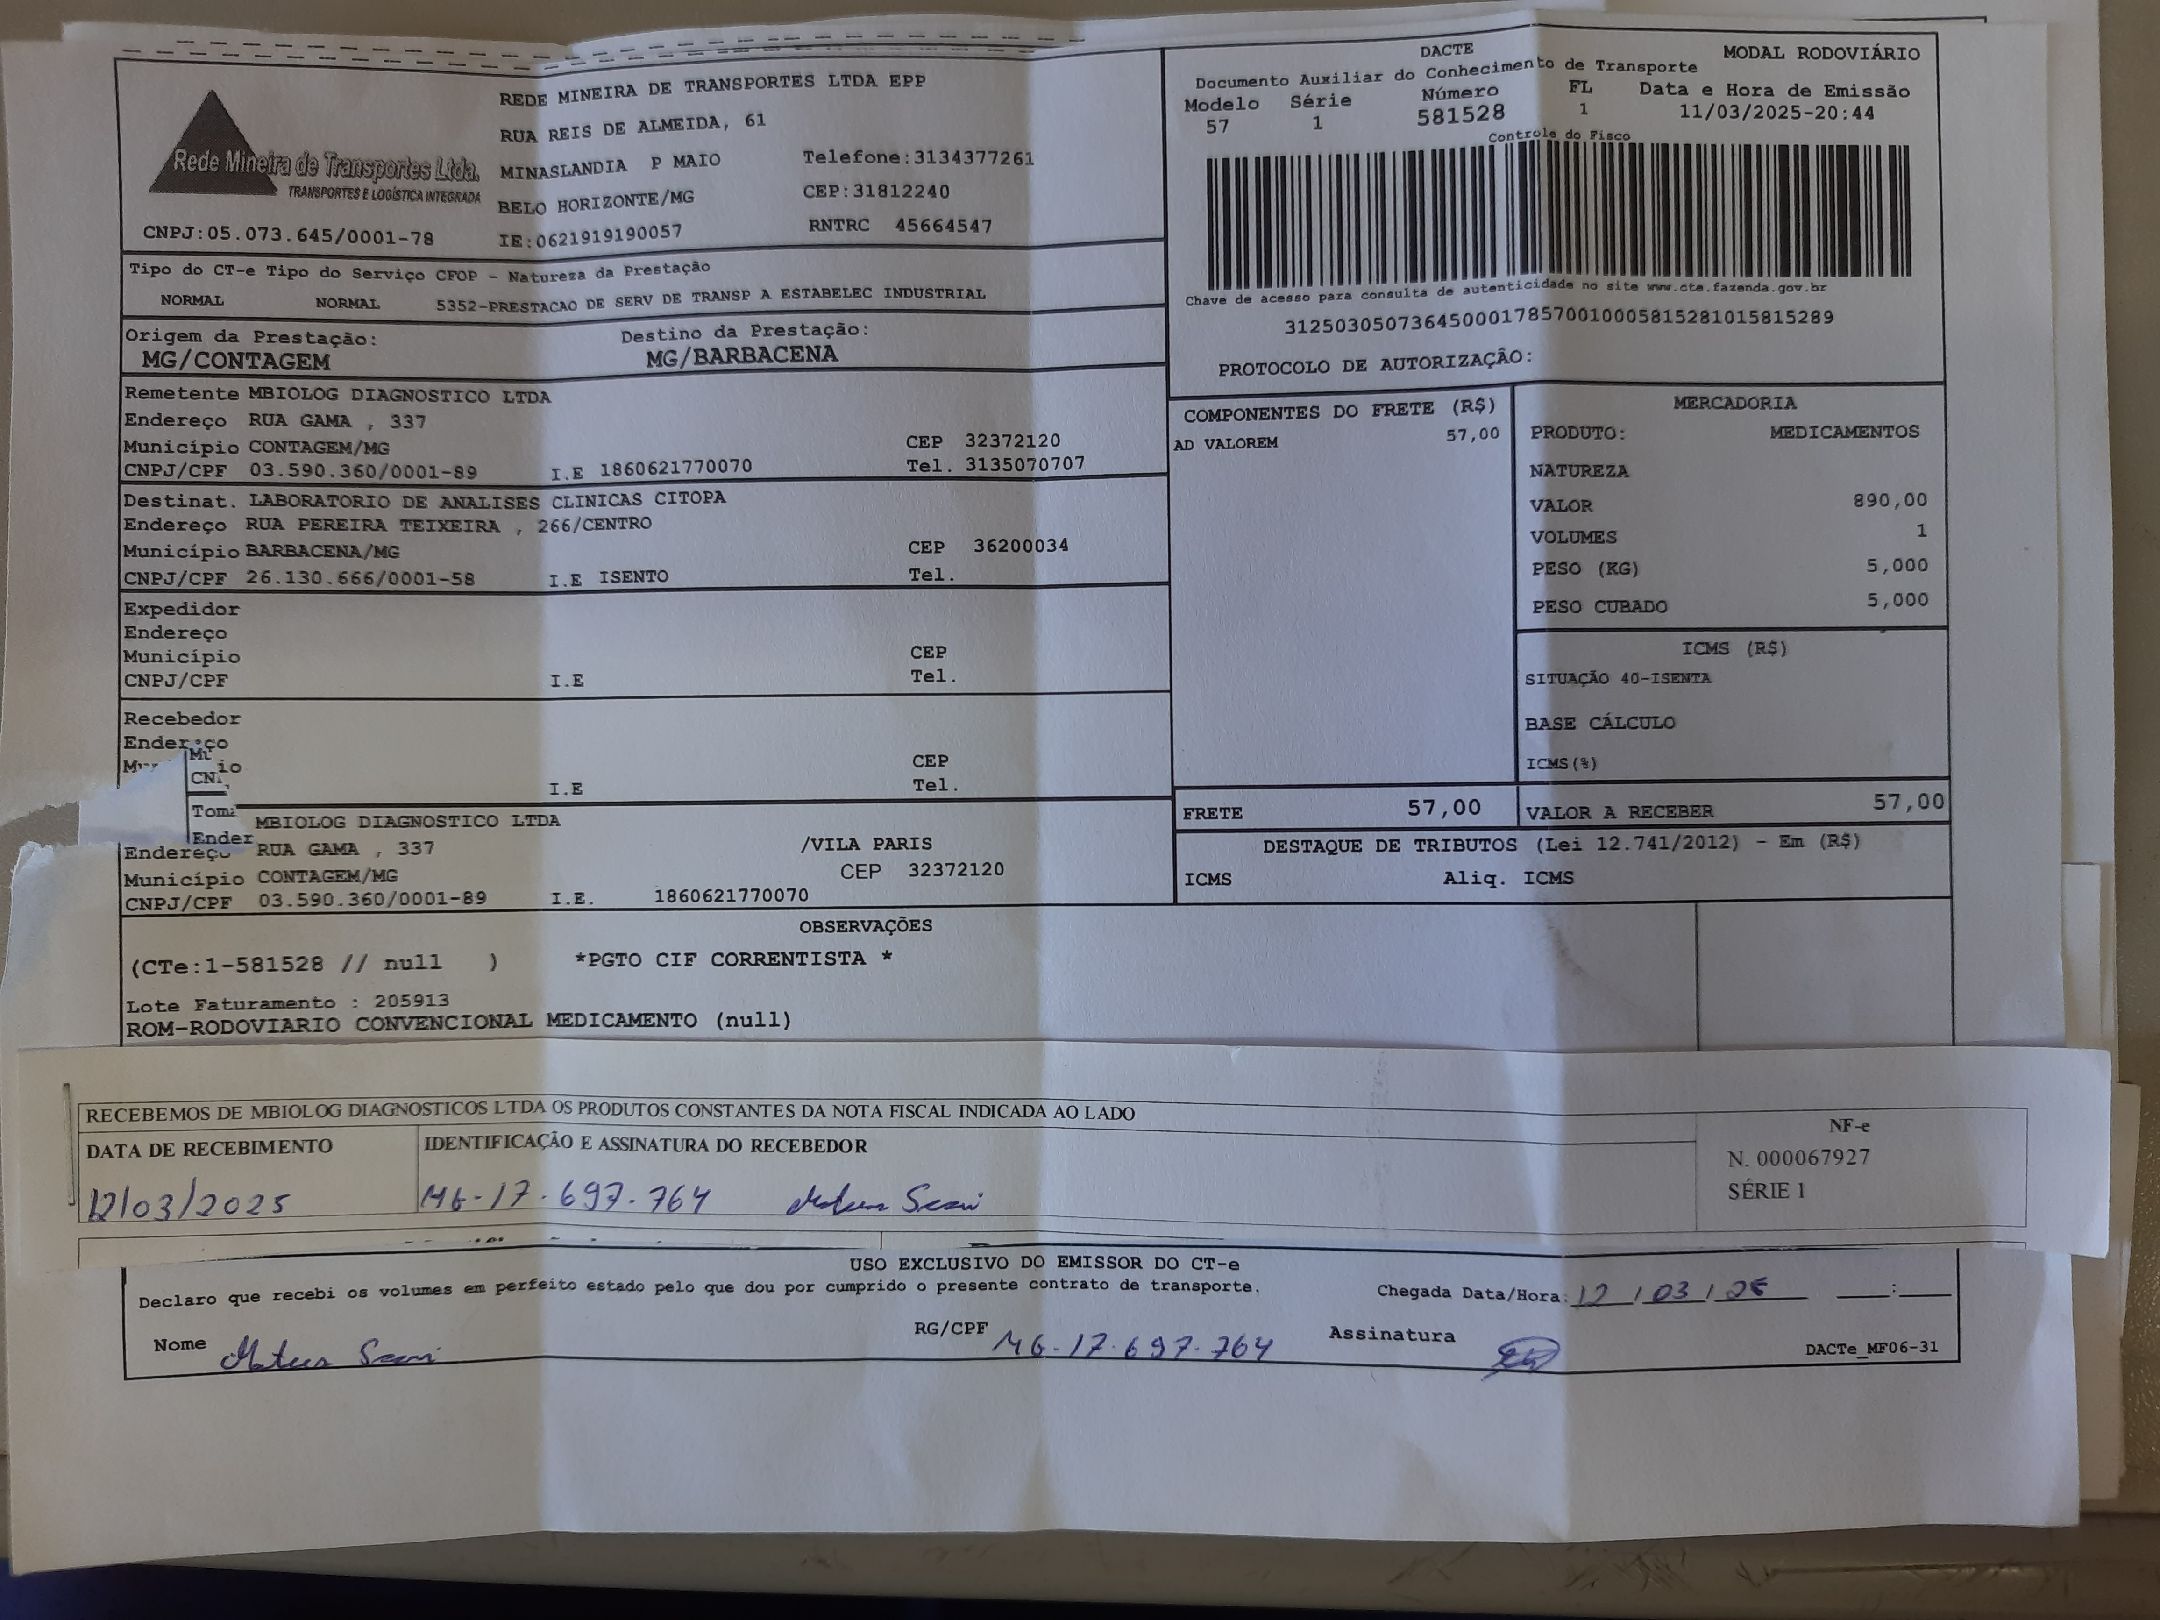 REDE MINEIRA DE TRANSPORTES LTDA EPP
RUA REIS DE ALMEIDA, 61
Rede Mineira de Transportes Ltda.
TRANSPORTES E LOGÍSTICA INTEGRADA
MINASLANDIA P MAIO Telefone:3134377261
BELO HORIZONTE/MG CEP:31812240
CNPJ:05.073.645/0001-78 IE:0621919190057 RNTRC 45664547
DACTE MODAL RODOVIÁRIO
Documento Auxiliar do Conhecimento de Transporte
Modelo Série Número FL Data e Hora de Emissão
57 1 581528 1 11/03/2025-20:44
Controle do Fisco
Chave de acesso para consulta de autenticidade no site www.cte.fazenda.gov.br
31250305073645000178570010005815281015815289
PROTOCOLO DE AUTORIZAÇÃO:
Tipo do CT-e Tipo do Serviço CFOP - Natureza da Prestação
NORMAL NORMAL 5352-PRESTACAO DE SERV DE TRANSP A ESTABELEC INDUSTRIAL
Origem da Prestação: Destino da Prestação:
MG/CONTAGEM MG/BARBACENA
Remetente MBIOLOG DIAGNOSTICO LTDA
Endereço RUA GAMA , 337
Município CONTAGEM/MG CEP 32372120
CNPJ/CPF 03.590.360/0001-89 I.E 1860621770070 Tel. 3135070707
Destinat. LABORATORIO DE ANALISES CLINICAS CITOPA
Endereço RUA PEREIRA TEIXEIRA , 266/CENTRO
Município BARBACENA/MG CEP 36200034
CNPJ/CPF 26.130.666/0001-58 I.E ISENTO Tel.
Expedidor
Endereço
Município CEP
CNPJ/CPF I.E Tel.
Recebedor
Endereço
CEP
I.E Tel.
MBIOLOG DIAGNOSTICO LTDA
Endereço RUA GAMA , 337 /VILA PARIS
Município CONTAGEM/MG CEP 32372120
CNPJ/CPF 03.590.360/0001-89 I.E. 1860621770070
COMPONENTES DO FRETE (R$)
AD VALOREM 57,00
MERCADORIA
PRODUTO: MEDICAMENTOS
NATUREZA
VALOR 890,00
VOLUMES 1
PESO (KG) 5,000
PESO CUBADO 5,000
ICMS (R$)
SITUAÇÃO 40-ISENTA
BASE CÁLCULO
ICMS(%)
FRETE 57,00 VALOR A RECEBER 57,00
DESTAQUE DE TRIBUTOS (Lei 12.741/2012) - Em (R$)
ICMS Aliq. ICMS
OBSERVAÇÕES
(CTe:1-581528 // null ) *PGTO CIF CORRENTISTA *
Lote Faturamento : 205913
ROM-RODOVIARIO CONVENCIONAL MEDICAMENTO (null)
RECEBEMOS DE MBIOLOG DIAGNOSTICOS LTDA OS PRODUTOS CONSTANTES DA NOTA FISCAL INDICADA AO LADO
DATA DE RECEBIMENTO IDENTIFICAÇÃO E ASSINATURA DO RECEBEDOR
12/03/2025 MG-17.697.764
NF-e
N. 000067927
SÉRIE 1
USO EXCLUSIVO DO EMISSOR DO CT-e
Declaro que recebi os volumes em perfeito estado pelo que dou por cumprido o presente contrato de transporte.
Chegada Data/Hora: 12/03/25 :
Nome Mateus RG/CPF MG-17.697.764 Assinatura
DACTe_MF06-31